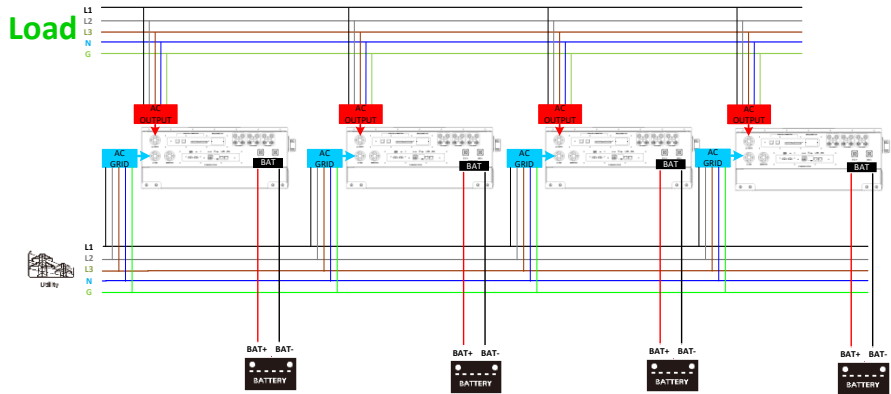 Load
L1
L2
L3
N
G
AC OUTPUT
AC OUTPUT
AC OUTPUT
AC OUTPUT
AC GRID
AC GRID
AC GRID
AC GRID
BAT
BAT
BAT
BAT
L1
L2
L3
N
G
Utility
BAT+ BAT-
BAT+ BAT-
BAT+ BAT-
BAT+ BAT-
BATTERY
BATTERY
BATTERY
BATTERY